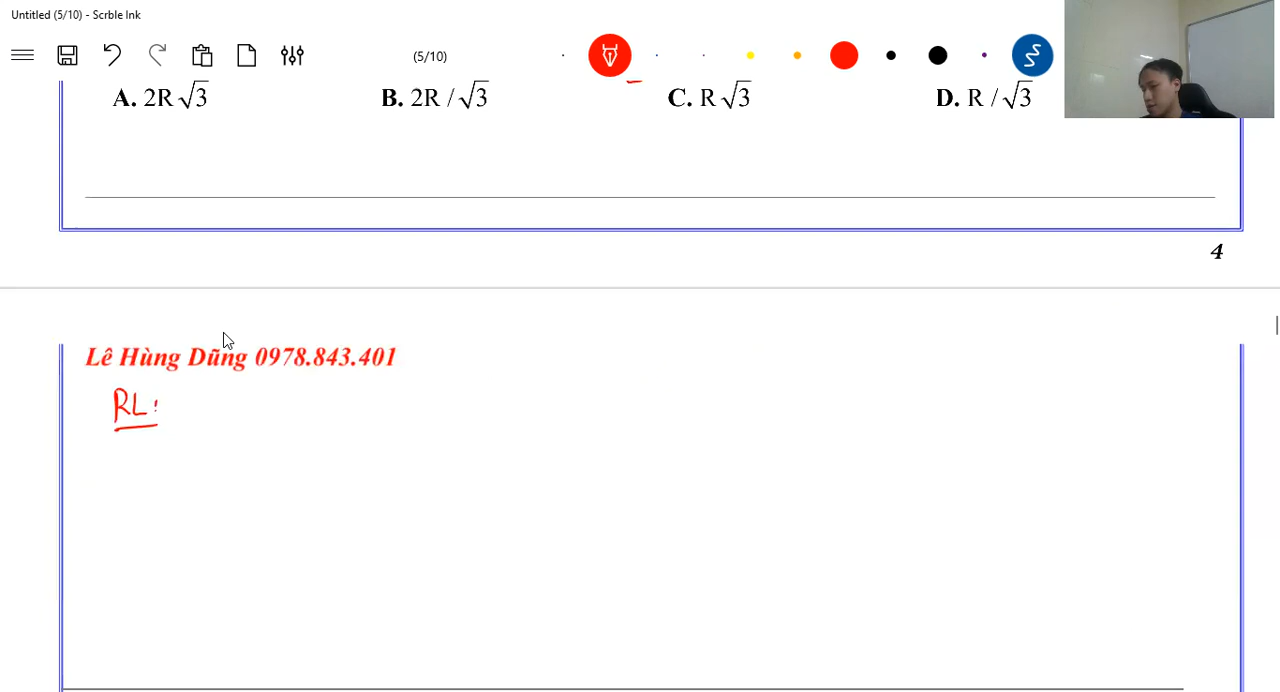 Untitled (5/10) - Scrble Ink
(5/10)
A. 2R√3 B. 2R /√3 C. R√3 D. R /√3
4
Lê Hùng Dũng 0978.843.401
RL: